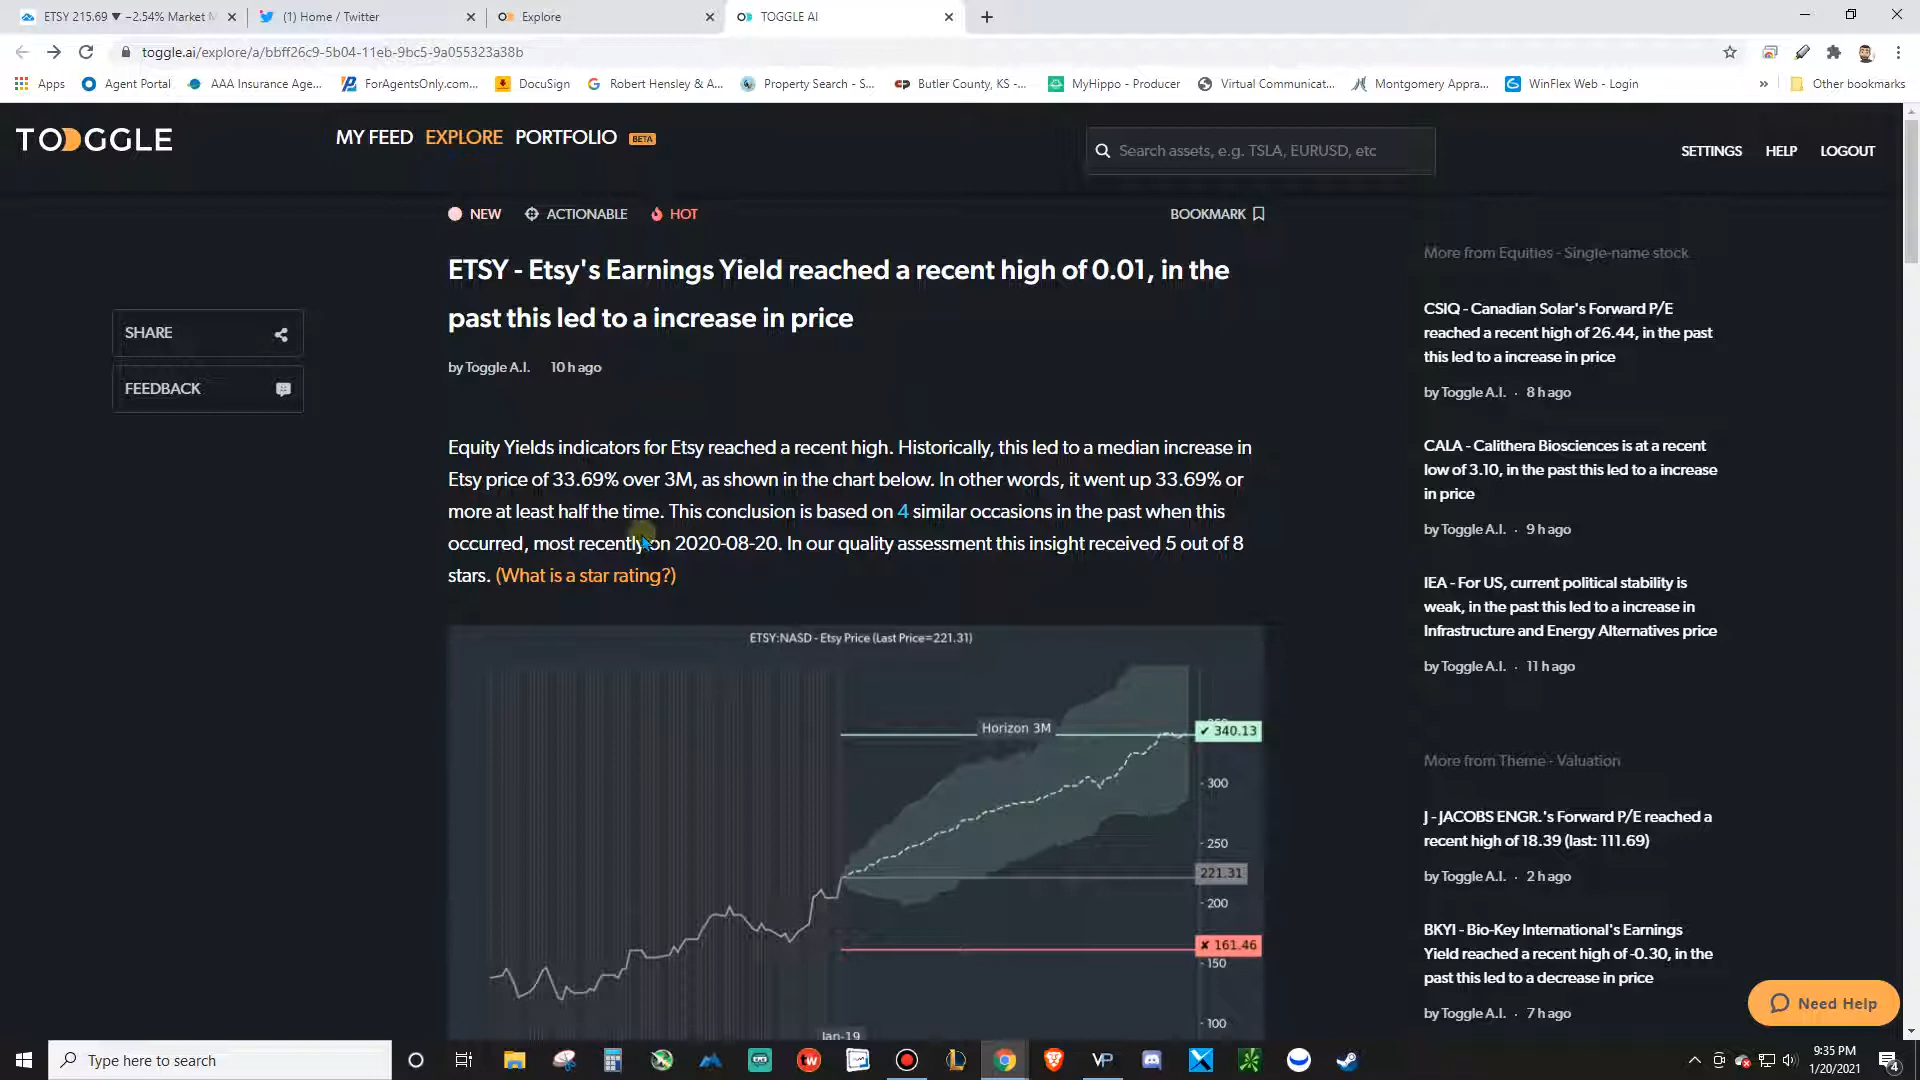 ETSY 215.69 ▼ −2.54% Market M
(1) Home / Twitter
Explore
TOGGLE AI
toggle.ai/explore/a/bbff26c9-5b04-11eb-9bc5-9a055323a38b
Apps
Agent Portal
AAA Insurance Age...
ForAgentsOnly.com...
DocuSign
Robert Hensley & A...
Property Search - S...
Butler County, KS -...
MyHippo - Producer
Virtual Communicat...
Montgomery Appra...
WinFlex Web - Login
»
Other bookmarks
TOGGLE
MY FEED
EXPLORE
PORTFOLIO
BETA
Search assets, e.g. TSLA, EURUSD, etc
SETTINGS
HELP
LOGOUT
NEW
ACTIONABLE
HOT
BOOKMARK
ETSY - Etsy's Earnings Yield reached a recent high of 0.01, in the
past this led to a increase in price
by Toggle A.I.
10 h ago
SHARE
FEEDBACK
Equity Yields indicators for Etsy reached a recent high. Historically, this led to a median increase in
Etsy price of 33.69% over 3M, as shown in the chart below. In other words, it went up 33.69% or
more at least half the time. This conclusion is based on 4 similar occasions in the past when this
occurred, most recently on 2020-08-20. In our quality assessment this insight received 5 out of 8
stars. (What is a star rating?)
ETSY:NASD - Etsy Price (Last Price=221.31)
Horizon 3M
✓ 340.13
300
250
221.31
200
✗ 161.46
150
100
Jan-19
More from Equities - Single-name stock
CSIQ - Canadian Solar's Forward P/E
reached a recent high of 26.44, in the past
this led to a increase in price
by Toggle A.I. · 8 h ago
CALA - Calithera Biosciences is at a recent
low of 3.10, in the past this led to a increase
in price
by Toggle A.I. · 9 h ago
IEA - For US, current political stability is
weak, in the past this led to a increase in
Infrastructure and Energy Alternatives price
by Toggle A.I. · 11 h ago
More from Theme - Valuation
J - JACOBS ENGR.'s Forward P/E reached a
recent high of 18.39 (last: 111.69)
by Toggle A.I. · 2 h ago
BKYI - Bio-Key International's Earnings
Yield reached a recent high of -0.30, in the
past this led to a decrease in price
by Toggle A.I. · 7 h ago
Need Help
Type here to search
tw
VP
9:35 PM
1/20/2021
4